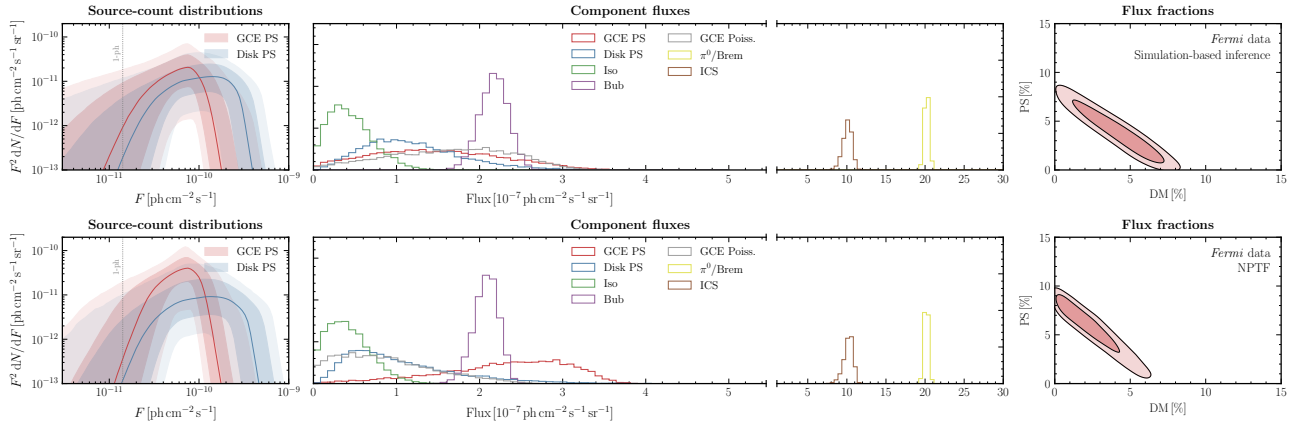 Source-count distributions
Component fluxes
Flux fractions
F² dN/dF [ph cm⁻² s⁻¹ sr⁻¹]
10⁻¹⁰
10⁻¹¹
10⁻¹²
10⁻¹³
1-ph
GCE PS
Disk PS
10⁻¹¹ 10⁻¹⁰ 10⁻⁹
F [ph cm⁻² s⁻¹]
GCE PS
Disk PS
Iso
Bub
GCE Poiss.
π⁰/Brem
ICS
0 1 2 3 4 5
10 15 20 25 30
Flux [10⁻⁷ ph cm⁻² s⁻¹ sr⁻¹]
PS [%]
15
10
5
0
Fermi data
Simulation-based inference
0 5 10 15
DM [%]
Source-count distributions
Component fluxes
Flux fractions
F² dN/dF [ph cm⁻² s⁻¹ sr⁻¹]
10⁻¹⁰
10⁻¹¹
10⁻¹²
10⁻¹³
1-ph
GCE PS
Disk PS
10⁻¹¹ 10⁻¹⁰ 10⁻⁹
F [ph cm⁻² s⁻¹]
GCE PS
Disk PS
Iso
Bub
GCE Poiss.
π⁰/Brem
ICS
0 1 2 3 4 5
10 15 20 25 30
Flux [10⁻⁷ ph cm⁻² s⁻¹ sr⁻¹]
PS [%]
15
10
5
0
Fermi data
NPTF
0 5 10 15
DM [%]